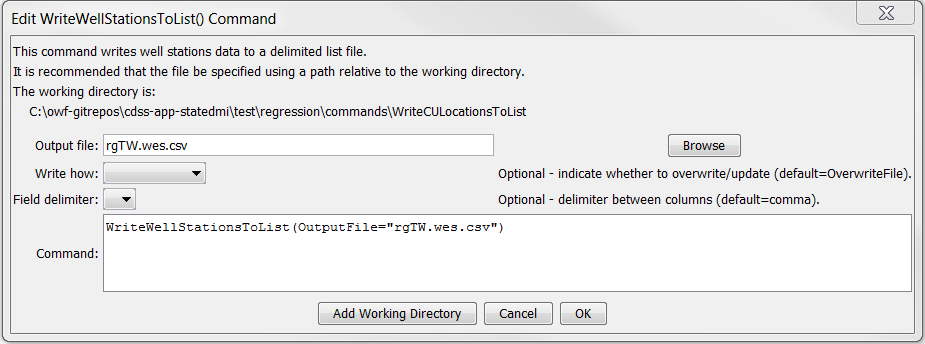 Edit WriteWellStationsToList() Command
This command writes well stations data to a delimited list file.
It is recommended that the file be specified using a path relative to the working directory.
The working directory is:
C:\owf-gitrepos\cdss-app-statedmi\test\regression\commands\WriteCULocationsToList
Output file: rgTW.wes.csv Browse
Write how: Optional - indicate whether to overwrite/update (default=OverwriteFile).
Field delimiter: Optional - delimiter between columns (default=comma).
Command: WriteWellStationsToList(OutputFile="rgTW.wes.csv")
Add Working Directory Cancel OK